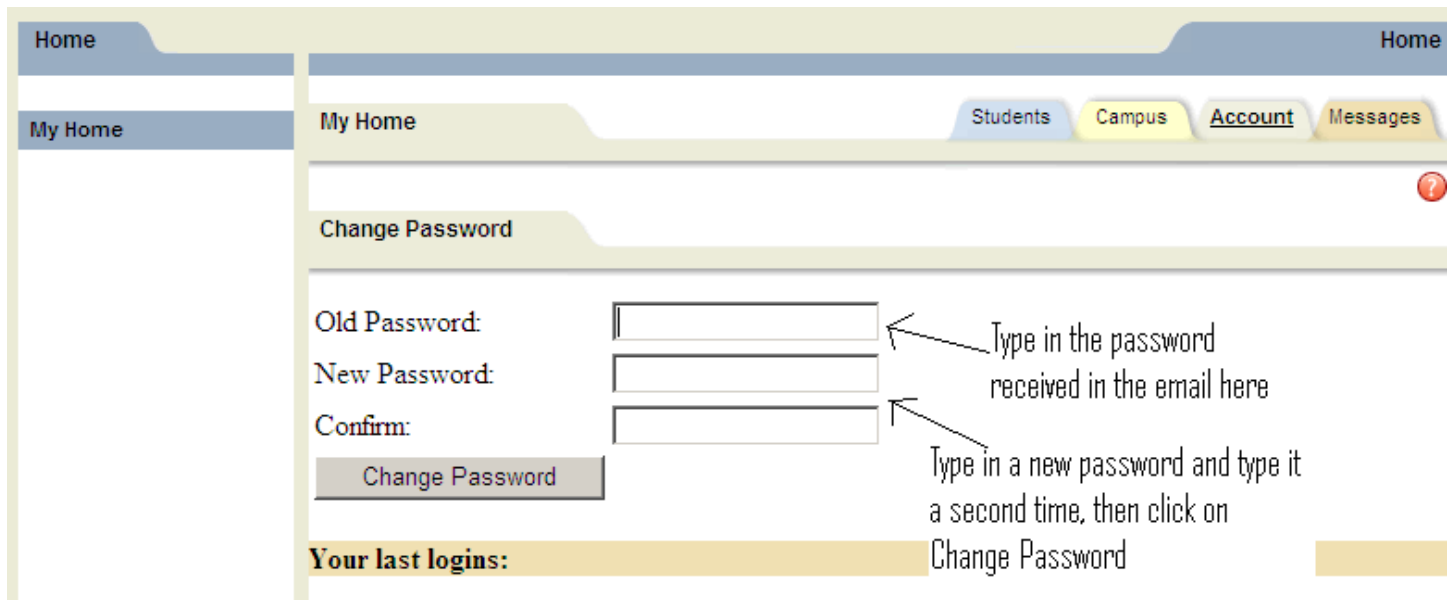 Home
Home
My Home
My Home
Students
Campus
Account
Messages
?
Change Password
Old Password:
Type in the password
received in the email here
New Password:
Confirm:
Type in a new password and type it
a second time, then click on
Change Password
Change Password
Your last logins: